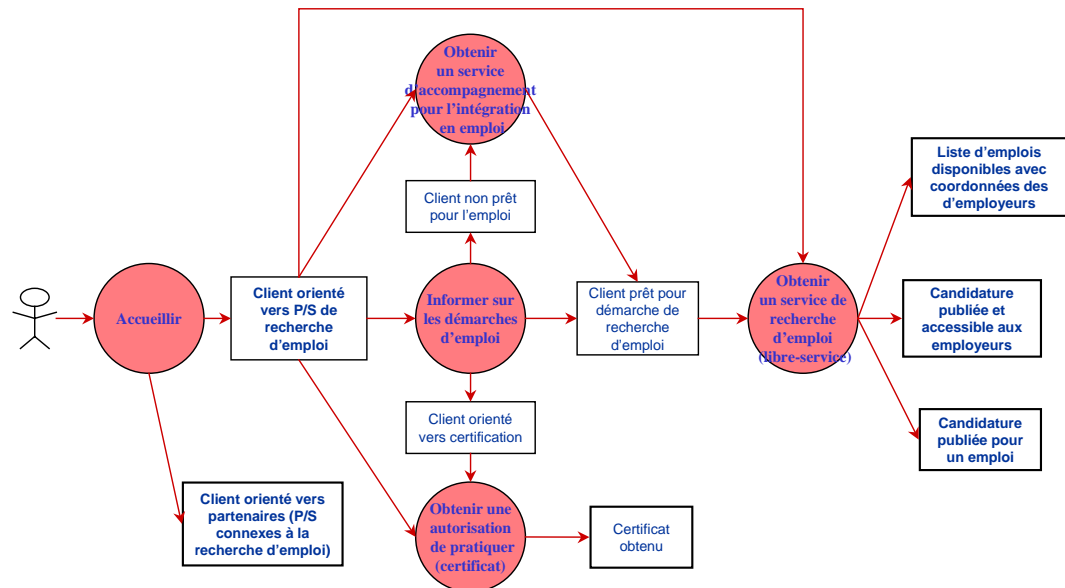 Obtenir
un service
d'accompagnement
pour l'intégration
en emploi
Liste d'emplois
disponibles avec
coordonnées des
d'employeurs
Client non prêt
pour l'emploi
Accueillir
Client orienté
vers P/S de
recherche
d'emploi
Informer sur
les démarches
d'emploi
Client prêt pour
démarche de
recherche
d'emploi
Obtenir
un service de
recherche
d'emploi
(libre-service)
Candidature
publiée et
accessible aux
employeurs
Client orienté
vers certification
Candidature
publiée pour
un emploi
Client orienté vers
partenaires (P/S
connexes à la
recherche d'emploi)
Obtenir une
autorisation
de pratiquer
(certificat)
Certificat
obtenu